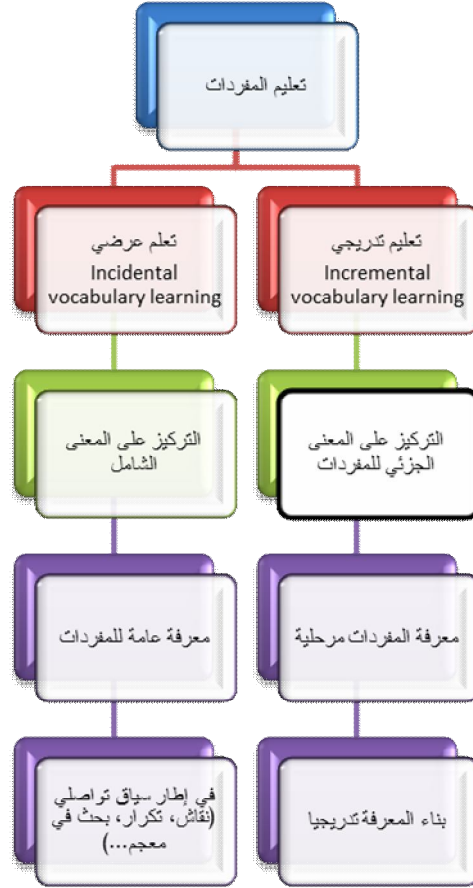 تعليم المفردات
تعليم تدريجي
Incremental
vocabulary learning
تعلم عرضي
Incidental
vocabulary learning
التركيز على المعنى
الجزئي للمفردات
التركيز على المعنى
الشامل
معرفة المفردات مرحلية
معرفة عامة للمفردات
بناء المعرفة تدريجيا
في إطار سياق تواصلي
(نقاش، تكرار، بحث في
معجم...)